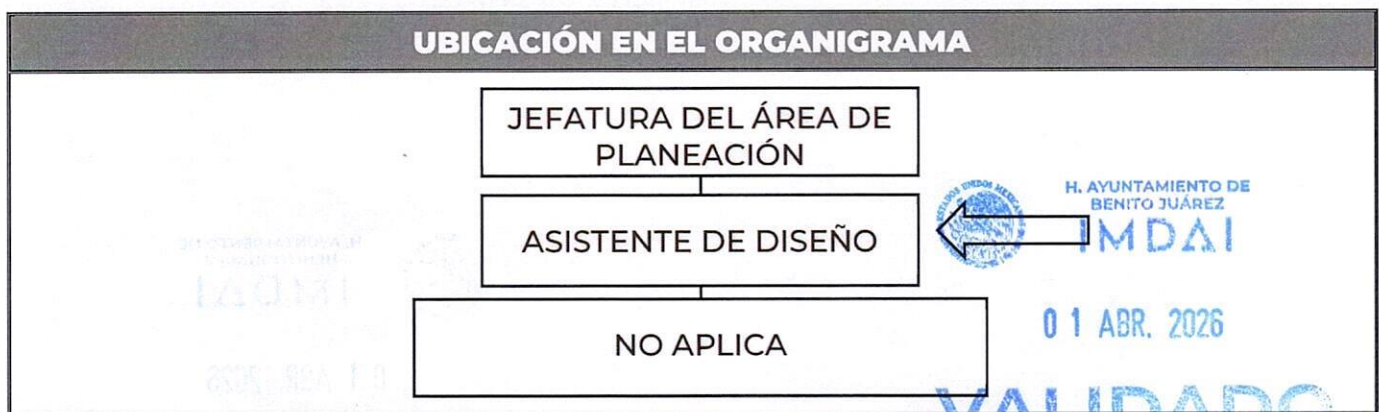 UBICACIÓN EN EL ORGANIGRAMA
JEFATURA DEL ÁREA DE
PLANEACIÓN
H. AYUNTAMIENTO DE
BENITO JUÁREZ
IMDAI
ASISTENTE DE DISEÑO
01 ABR. 2026
NO APLICA
VALIDADO